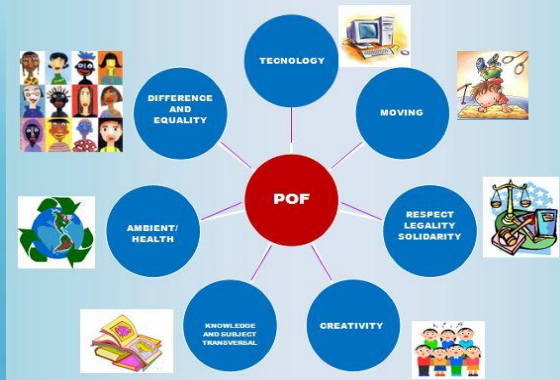 TECNOLOGY
DIFFERENCE
AND
EQUALITY
MOVING
POF
AMBIENT/
HEALTH
RESPECT
LEGALITY
SOLIDARITY
KNOWLEDGE
AND SUBJECT
TRANSVERSAL
CREATIVITY